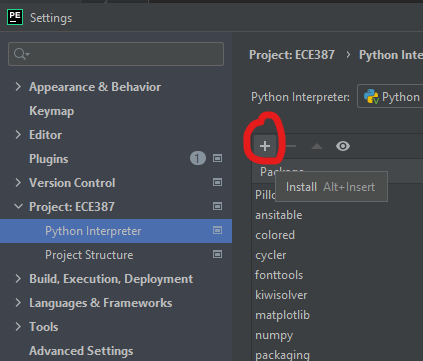 PE Settings
Project: ECE387 › Python Inte
Appearance & Behavior
Keymap
Editor
Plugins 1
Version Control
Project: ECE387
Python Interpreter
Project Structure
Build, Execution, Deployment
Languages & Frameworks
Tools
Advanced Settings
Python Interpreter: Python
Package
Install Alt+Insert
Pillo
ansitable
colored
cycler
fonttools
kiwisolver
matplotlib
numpy
packaging